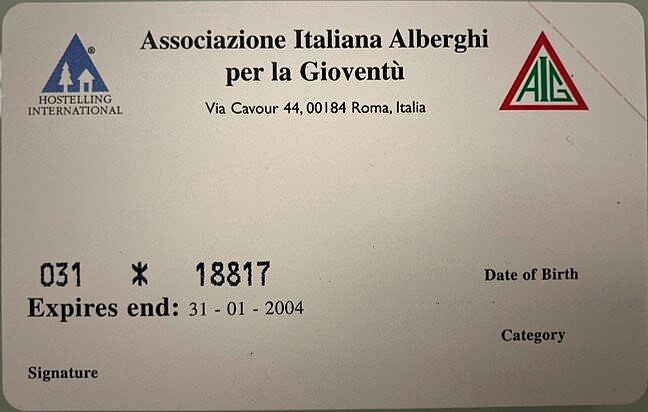 Associazione Italiana Alberghi
per la Gioventù
Via Cavour 44, 00184 Roma, Italia
®
HOSTELLING
INTERNATIONAL
AIG
031 * 18817
Date of Birth
Expires end: 31 - 01 - 2004
Category
Signature